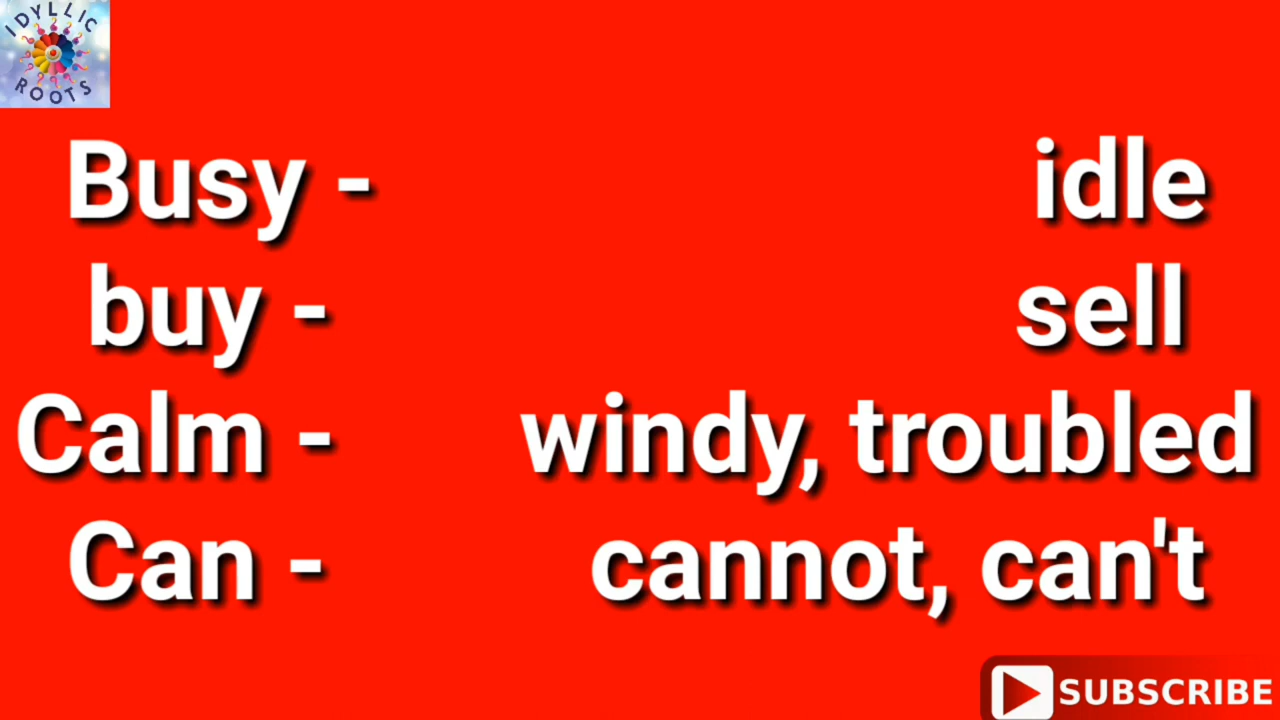 IDYLLIC
ROOTS
Busy - idle
buy - sell
Calm - windy, troubled
Can - cannot, can't
SUBSCRIBE